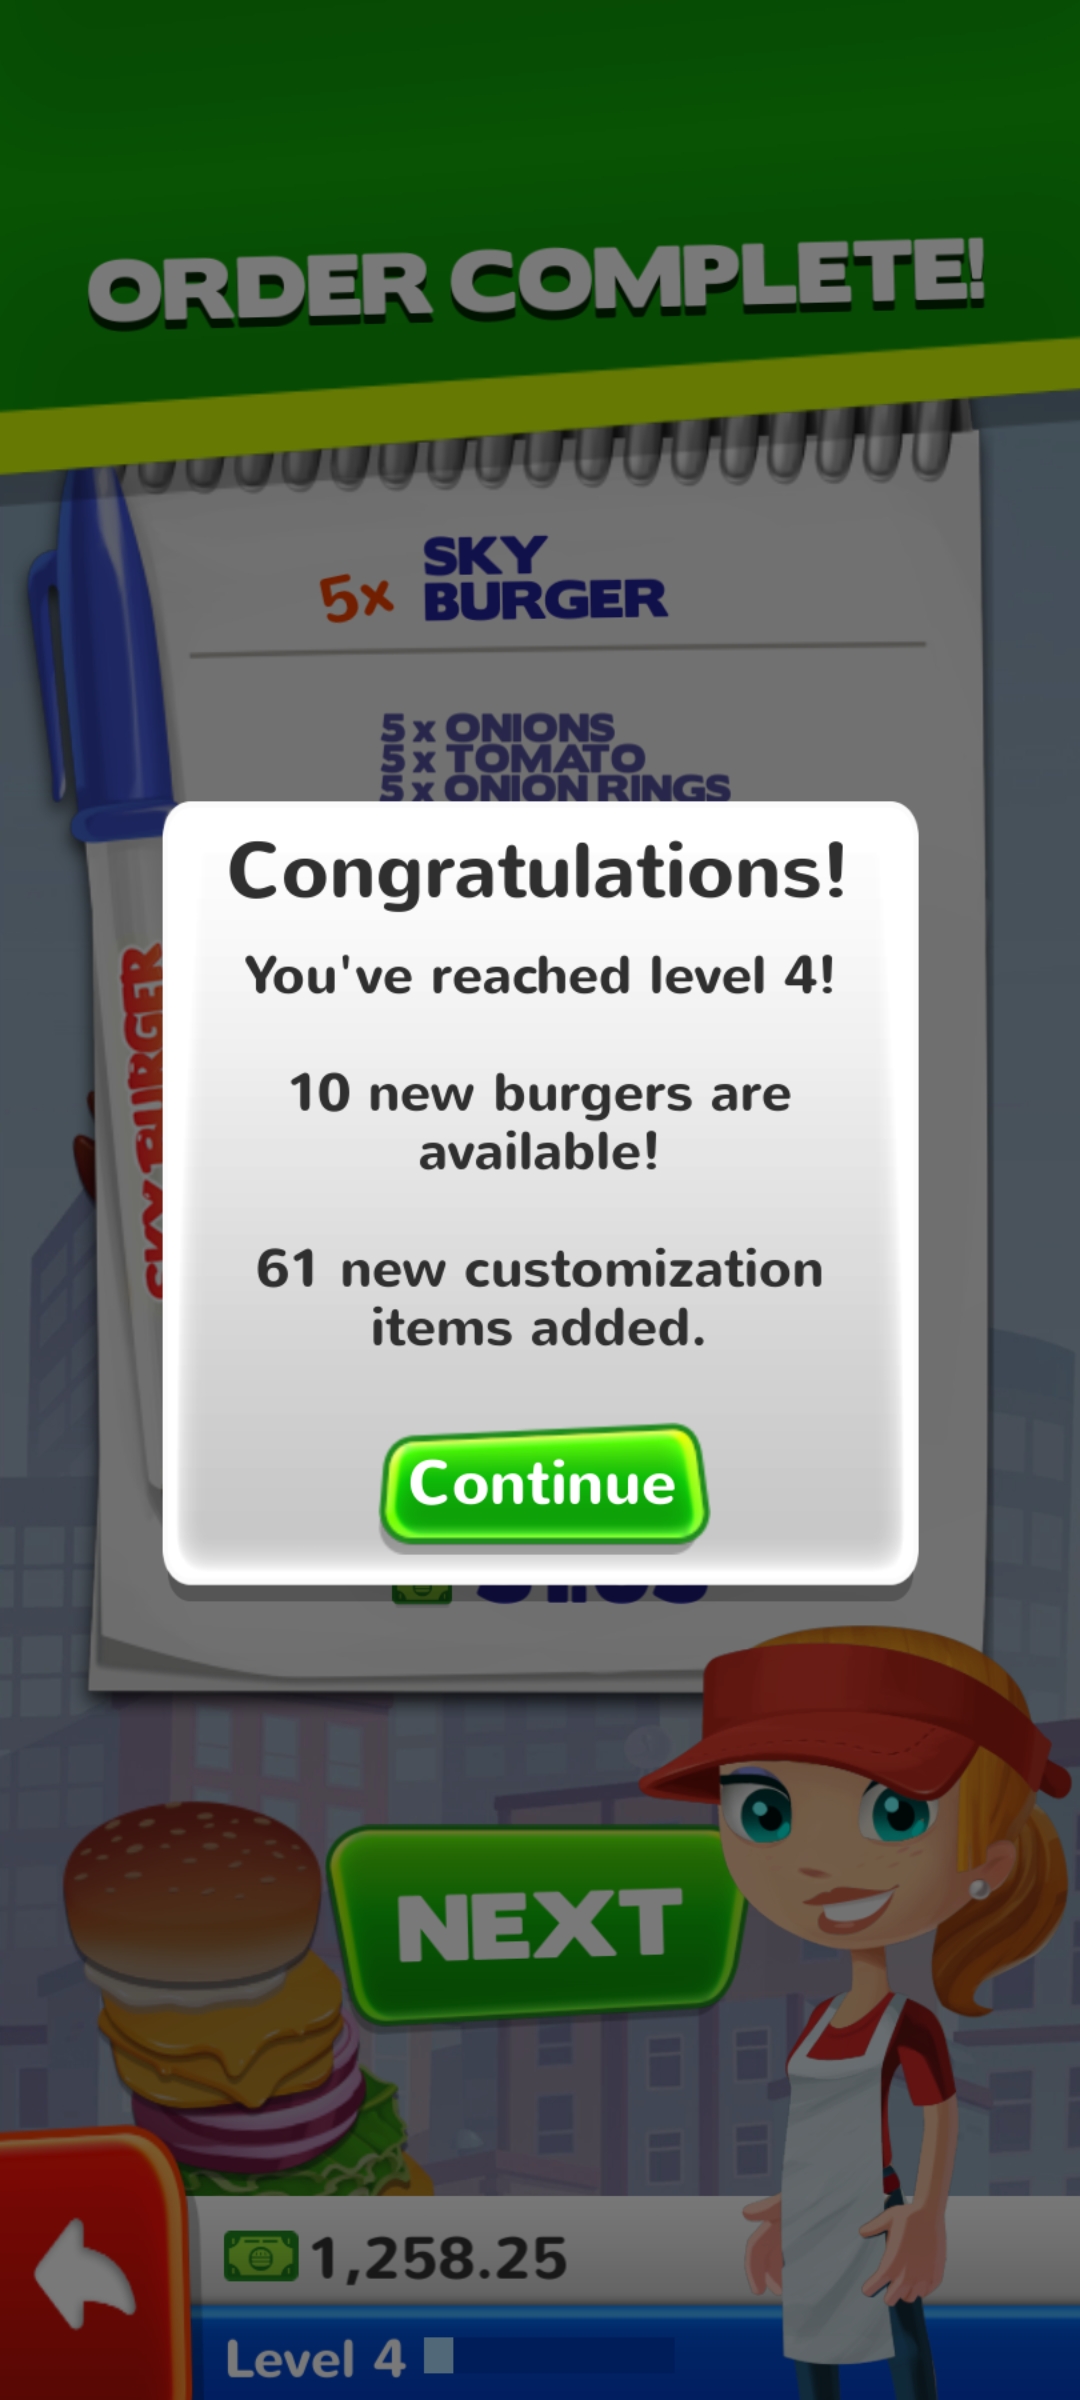 ORDER COMPLETE!
5x SKY
BURGER
5 x ONIONS
5 x TOMATO
5 x ONION RINGS
Congratulations!
You've reached level 4!
10 new burgers are
available!
61 new customization
items added.
Continue
SKY BURGER
NEXT
1,258.25
Level 4